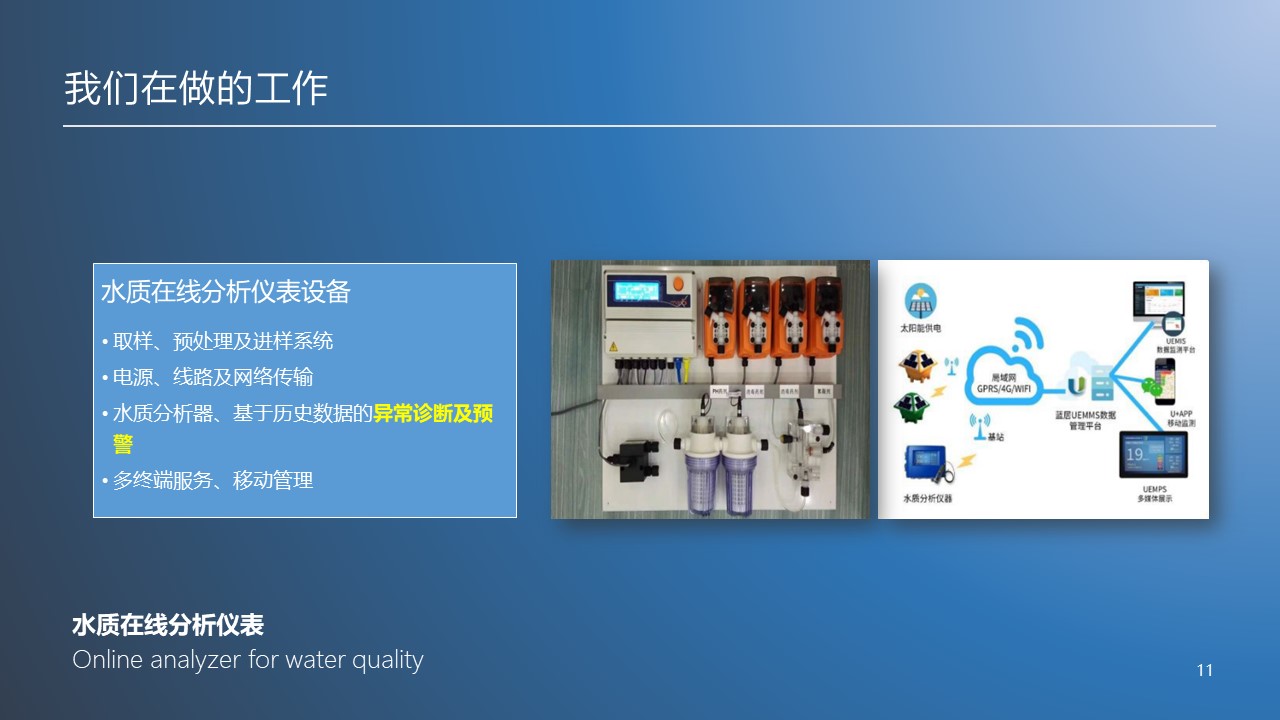 我们在做的工作
水质在线分析仪表设备
• 取样、预处理及进样系统
• 电源、线路及网络传输
• 水质分析器、基于历史数据的异常诊断及预
警
• 多终端服务、移动管理
太阳能供电
局域网
GPRS/4G/WIFI
基站
水质分析仪器
蓝居UEMMS数据
管理平台
UEMIS
数据监测平台
U+APP
移动监测
19
UEMPS
多媒体展示
水质在线分析仪表
Online analyzer for water quality
11